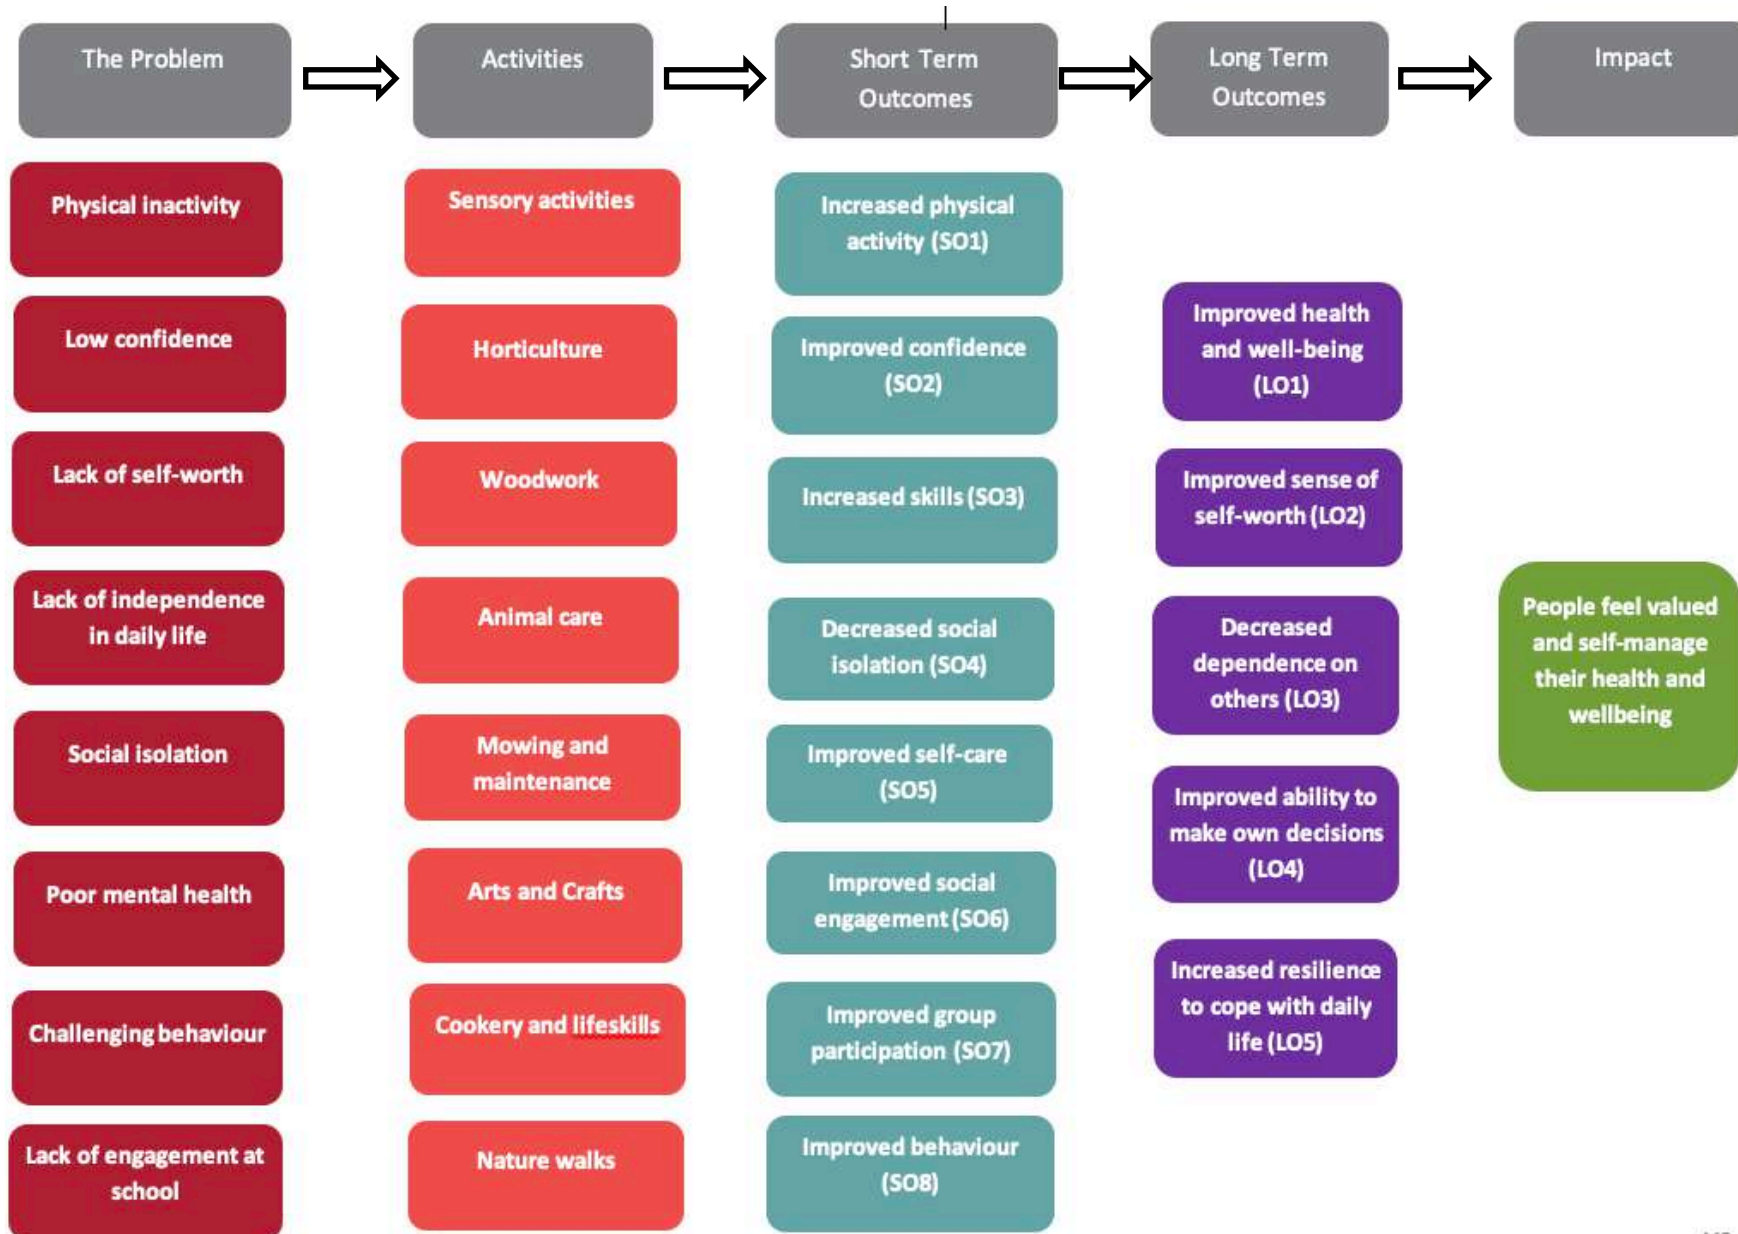 The Problem
Activities
Short Term
Outcomes
Long Term
Outcomes
Impact
Physical inactivity
Low confidence
Lack of self-worth
Lack of independence
in daily life
Social isolation
Poor mental health
Challenging behaviour
Lack of engagement at
school
Sensory activities
Horticulture
Woodwork
Animal care
Mowing and
maintenance
Arts and Crafts
Cookery and lifeskills
Nature walks
Increased physical
activity (SO1)
Improved confidence
(SO2)
Increased skills (SO3)
Decreased social
isolation (SO4)
Improved self-care
(SO5)
Improved social
engagement (SO6)
Improved group
participation (SO7)
Improved behaviour
(SO8)
Improved health
and well-being
(LO1)
Improved sense of
self-worth (LO2)
Decreased
dependence on
others (LO3)
Improved ability to
make own decisions
(LO4)
Increased resilience
to cope with daily
life (LO5)
People feel valued
and self-manage
their health and
wellbeing